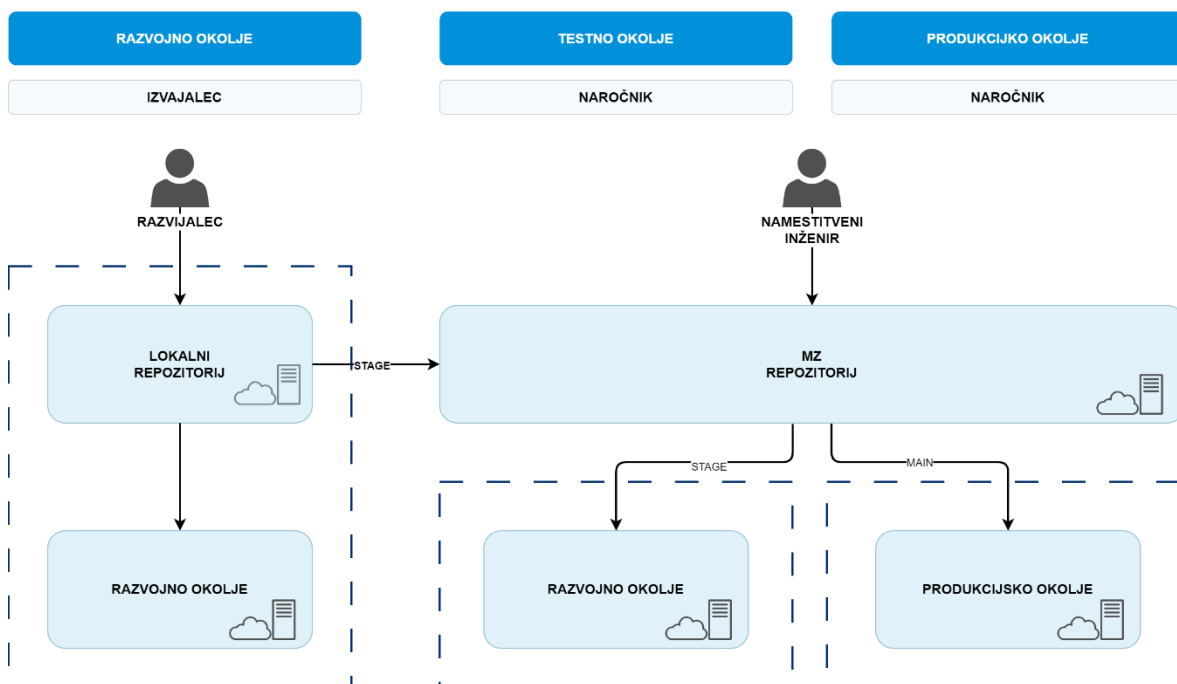 RAZVOJNO OKOLJE
TESTNO OKOLJE
PRODUKCIJKO OKOLJE
IZVAJALEC
NAROČNIK
NAROČNIK
RAZVIJALEC
NAMESTITVENI
INŽENIR
LOKALNI
REPOZITORIJ
STAGE
MZ
REPOZITORIJ
STAGE
MAIN
RAZVOJNO OKOLJE
RAZVOJNO OKOLJE
PRODUKCIJSKO OKOLJE